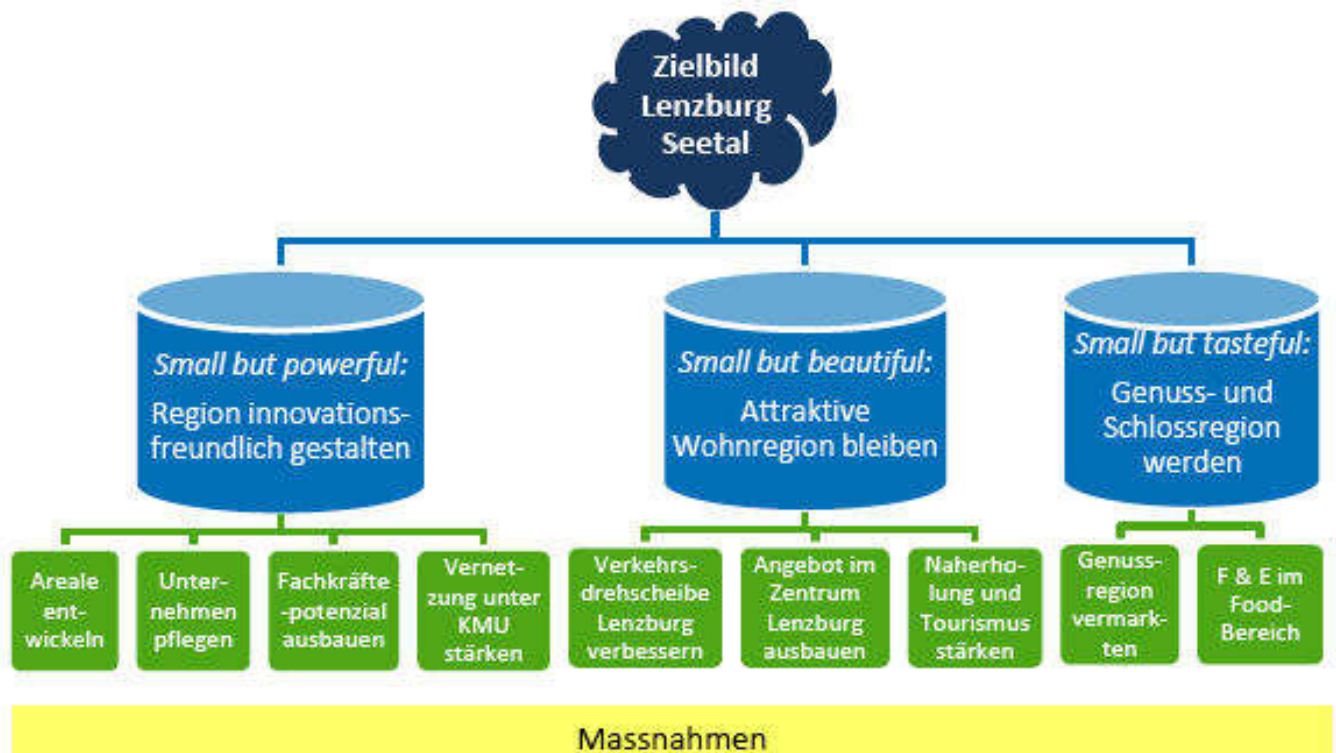 Zielbild
Lenzburg
Seetal
Small but powerful:
Region innovations-
freundlich gestalten
Small but beautiful:
Attraktive
Wohnregion bleiben
Small but tasteful:
Genuss- und
Schlossregion
werden
Areale
ent-
wickeln
Unter-
nehmen
pflegen
Fachkräfte
-potenzial
ausbauen
Vernet-
zung unter
KMU
stärken
Verkehrs-
drehscheibe
Lenzburg
verbessern
Angebot im
Zentrum
Lenzburg
ausbauen
Naherho-
lung und
Tourismus
stärken
Genuss-
region
vermark-
ten
F & E im
Food-
Bereich
Massnahmen